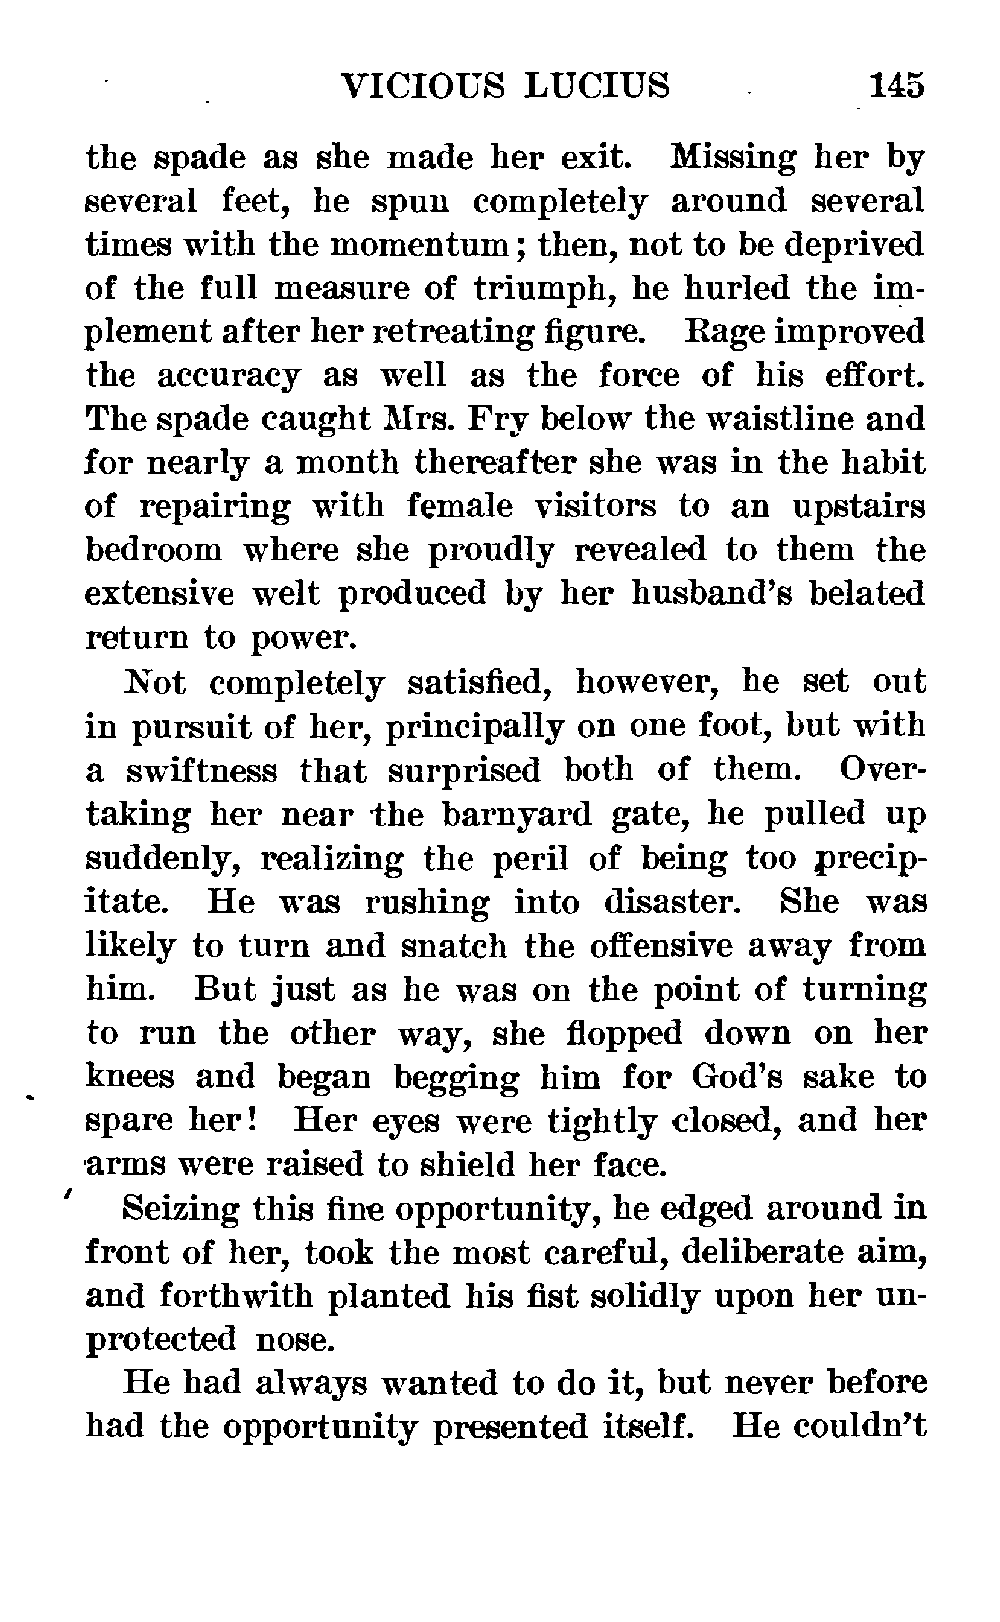 VICIOUS LUCIUS 145
the spade as she made her exit. Missing her by
several feet, he spun completely around several
times with the momentum; then, not to be deprived
of the full measure of triumph, he hurled the im-
plement after her retreating figure. Rage improved
the accuracy as well as the force of his effort.
The spade caught Mrs. Fry below the waistline and
for nearly a month thereafter she was in the habit
of repairing with female visitors to an upstairs
bedroom where she proudly revealed to them the
extensive welt produced by her husband's belated
return to power.
Not completely satisfied, however, he set out
in pursuit of her, principally on one foot, but with
a swiftness that surprised both of them. Over-
taking her near the barnyard gate, he pulled up
suddenly, realizing the peril of being too precip-
itate. He was rushing into disaster. She was
likely to turn and snatch the offensive away from
him. But just as he was on the point of turning
to run the other way, she flopped down on her
knees and began begging him for God's sake to
spare her! Her eyes were tightly closed, and her
arms were raised to shield her face.
Seizing this fine opportunity, he edged around in
front of her, took the most careful, deliberate aim,
and forthwith planted his fist solidly upon her un-
protected nose.
He had always wanted to do it, but never before
had the opportunity presented itself. He couldn't